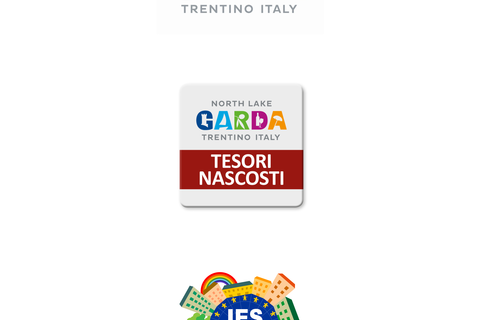 TRENTINO ITALY
NORTH LAKE
GARDA
TRENTINO ITALY
TESORI
NASCOSTI
IES